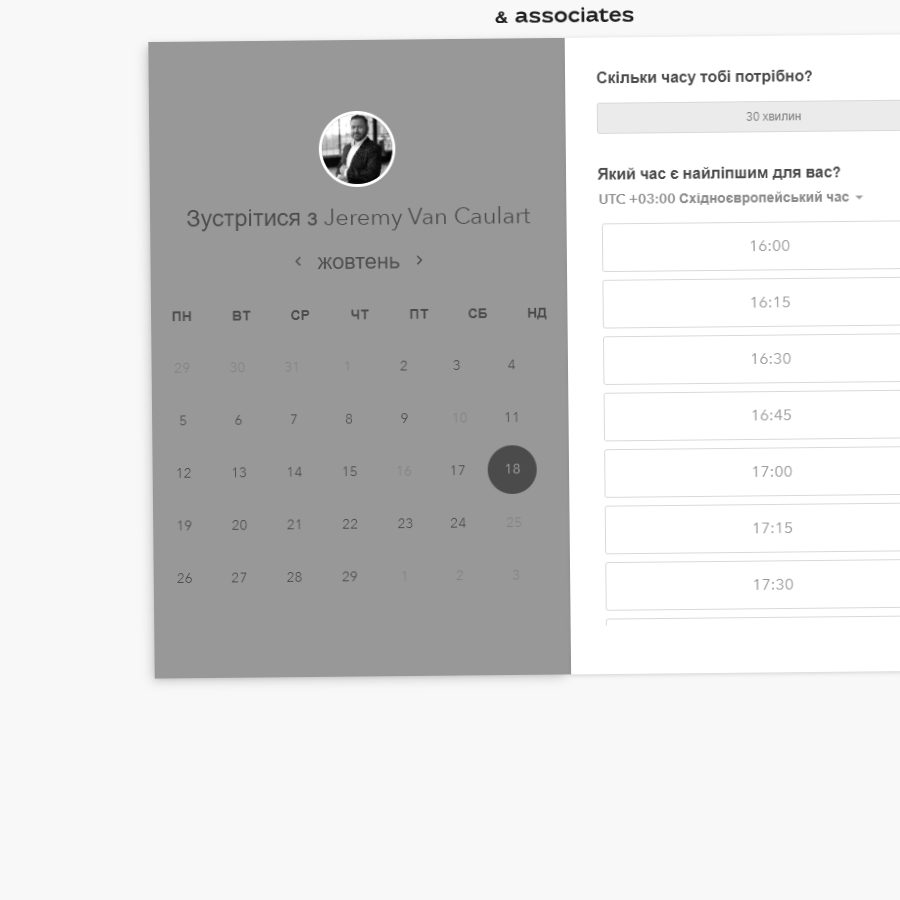 & associates
Зустрітися з Jeremy Van Caulart
жовтень
ПН ВТ СР ЧТ ПТ СБ НД
29 30 31 1 2 3 4
5 6 7 8 9 10 11
12 13 14 15 16 17 18
19 20 21 22 23 24 25
26 27 28 29 1 2 3
Скільки часу тобі потрібно?
30 хвилин
Який час є найліпшим для вас?
UTC +03:00 Східноєвропейський час
16:00
16:15
16:30
16:45
17:00
17:15
17:30